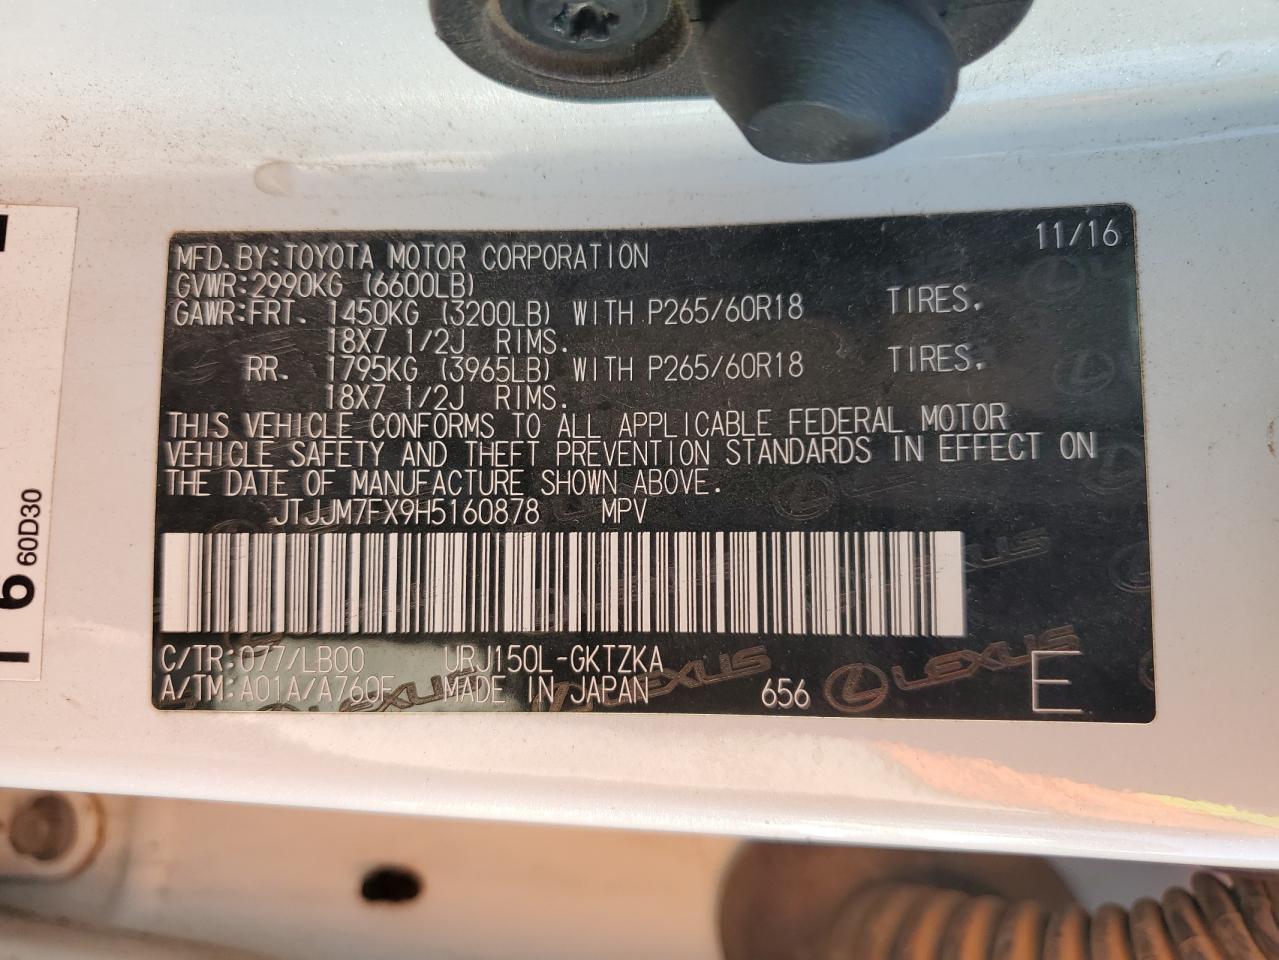 MFD.BY:TOYOTA MOTOR CORPORATION 11/16
GVWR:2990KG (6600LB)
GAWR:FRT. 1450KG (3200LB) WITH P265/60R18 TIRES.
18X7 1/2J RIMS.
RR. 1795KG (3965LB) WITH P265/60R18 TIRES.
18X7 1/2J RIMS.
THIS VEHICLE CONFORMS TO ALL APPLICABLE FEDERAL MOTOR
VEHICLE SAFETY AND THEFT PREVENTION STANDARDS IN EFFECT ON
THE DATE OF MANUFACTURE SHOWN ABOVE.
JTJJM7FX9H5160878 MPV
C/TR:077/LB00 URJ150L-GKTZKA
A/TM:A01A/A760F MADE IN JAPAN 656 E
LEXUS
6
60D30